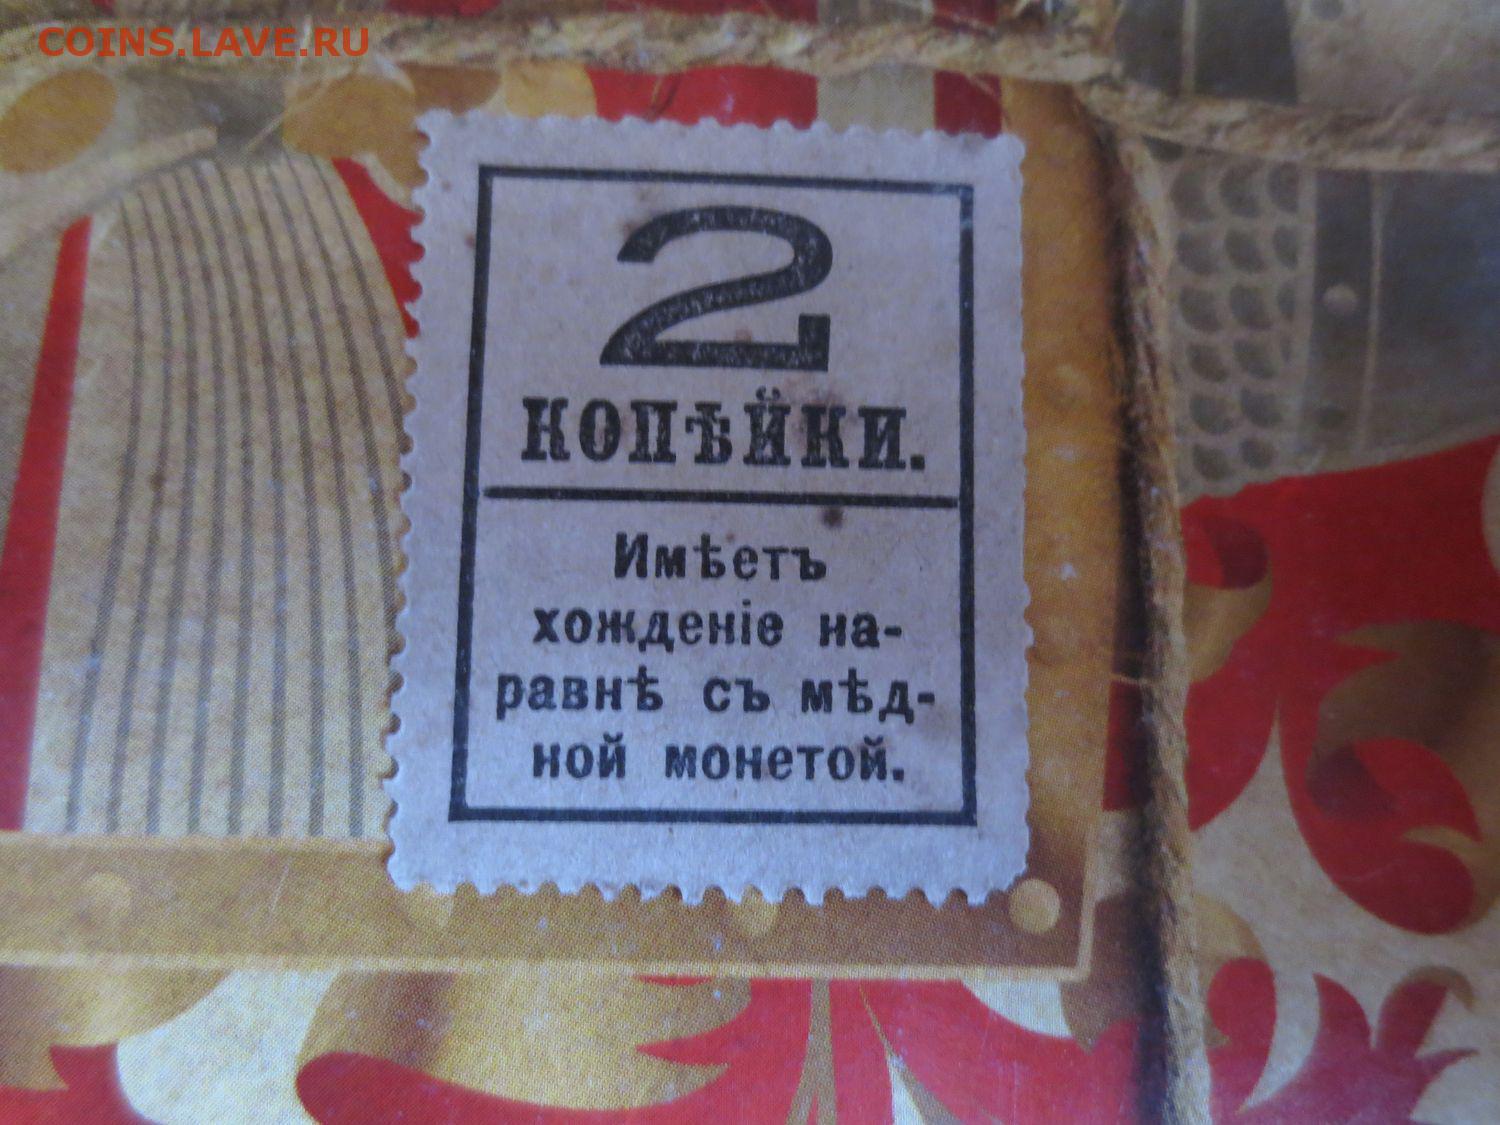 COINS.LAVE.RU
2
КОПѢЙКИ.
Имѣетъ
хожденіе на-
равнѣ съ мѣд-
ной монетой.